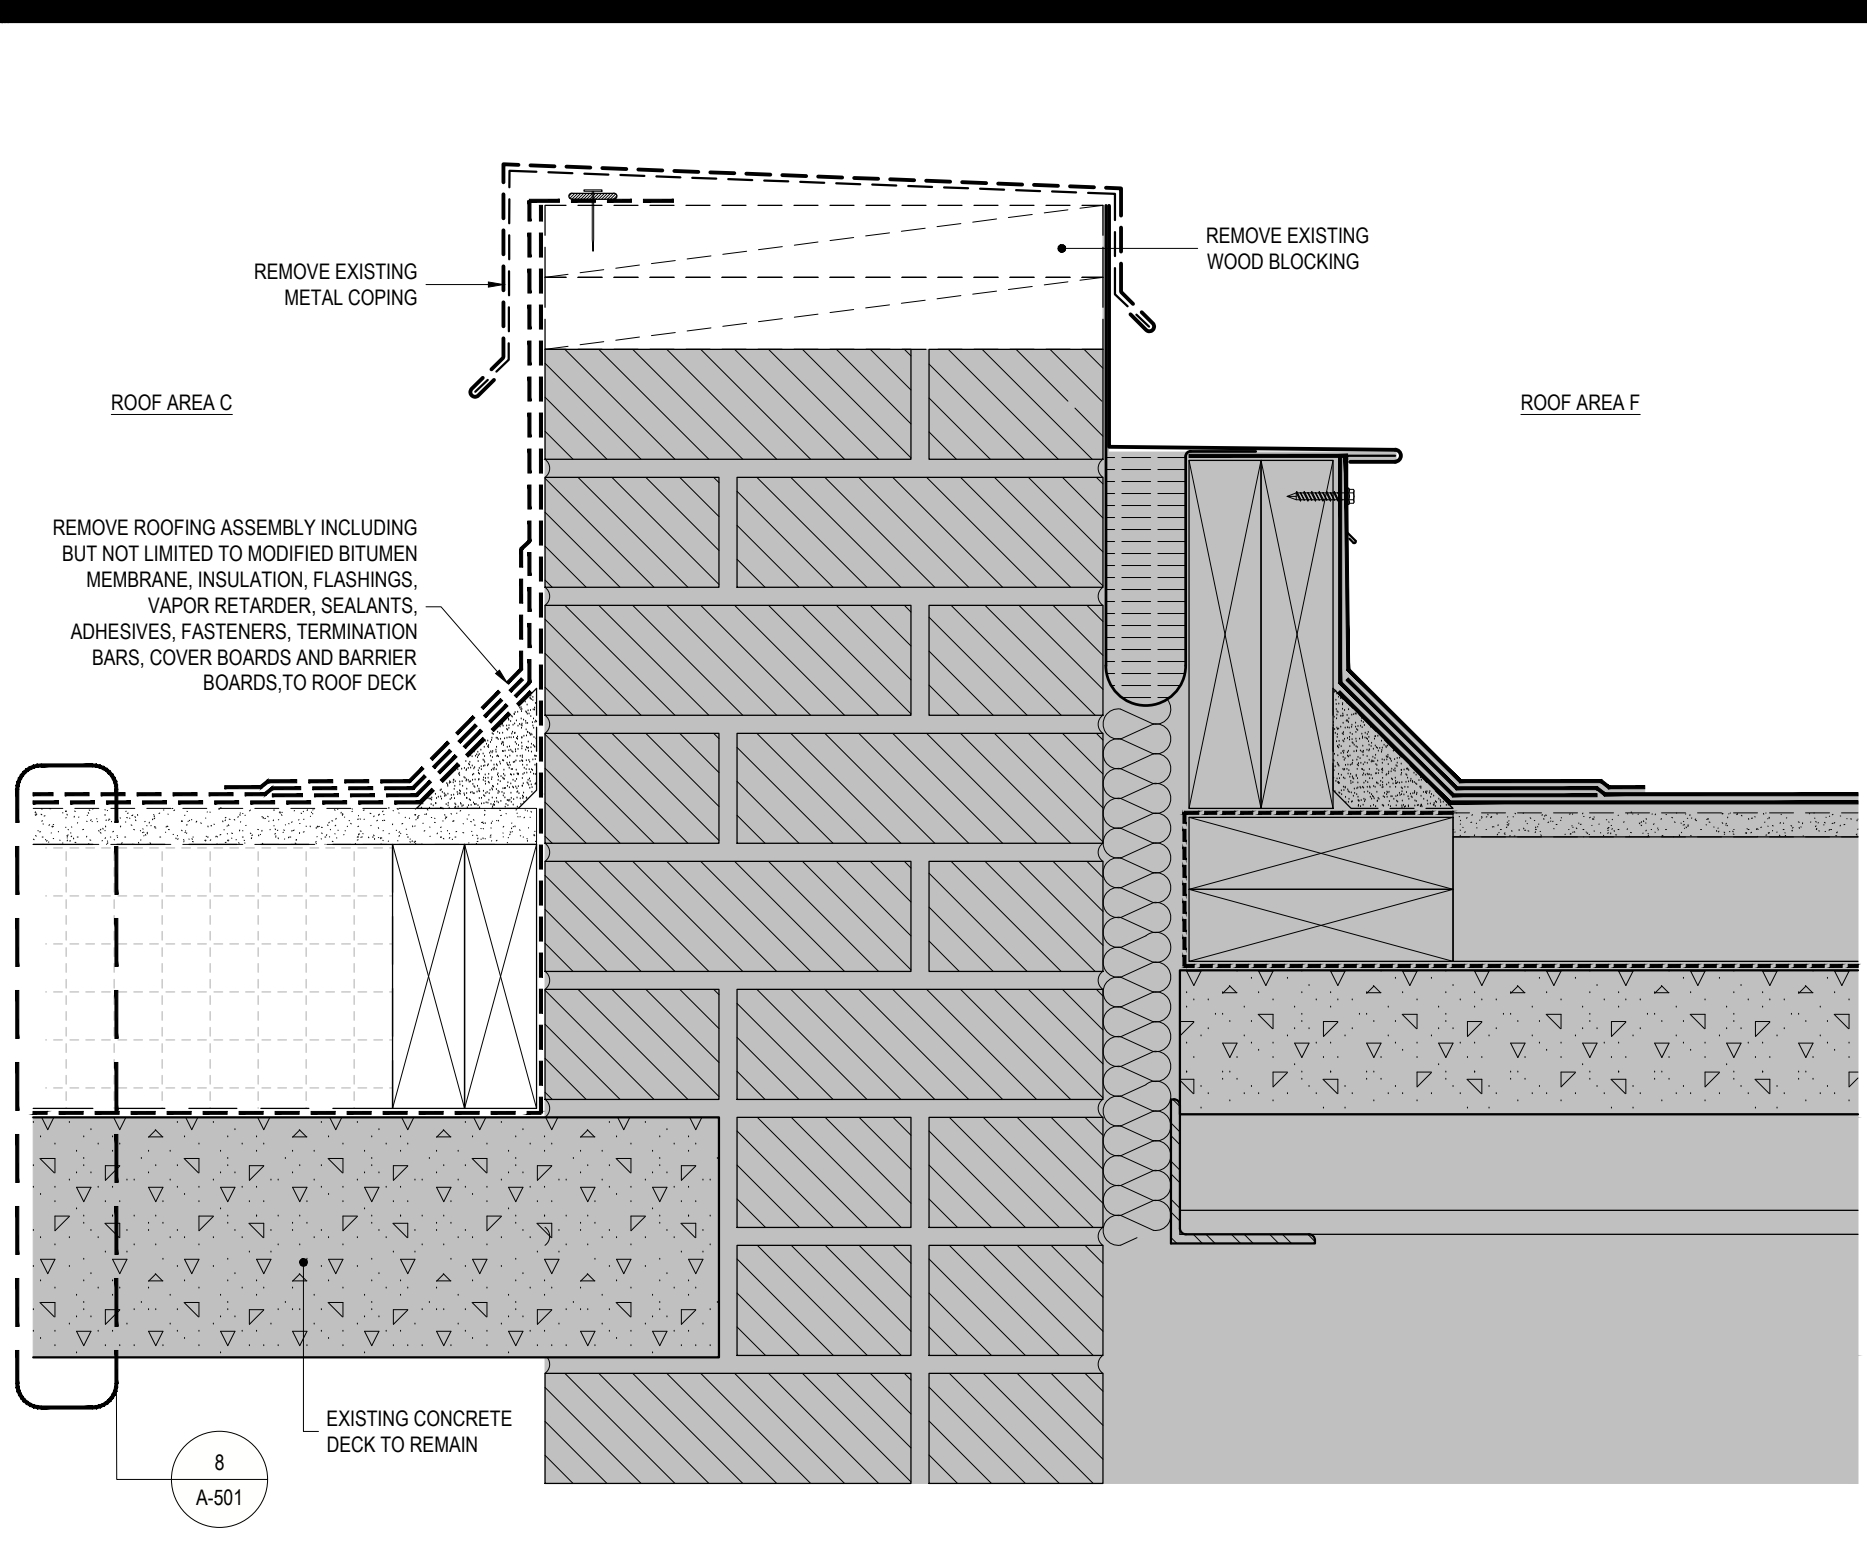 REMOVE EXISTING
METAL COPING
REMOVE EXISTING
WOOD BLOCKING
ROOF AREA C
ROOF AREA F
REMOVE ROOFING ASSEMBLY INCLUDING
BUT NOT LIMITED TO MODIFIED BITUMEN
MEMBRANE, INSULATION, FLASHINGS,
VAPOR RETARDER, SEALANTS,
ADHESIVES, FASTENERS, TERMINATION
BARS, COVER BOARDS AND BARRIER
BOARDS,TO ROOF DECK
EXISTING CONCRETE
DECK TO REMAIN
8
A-501